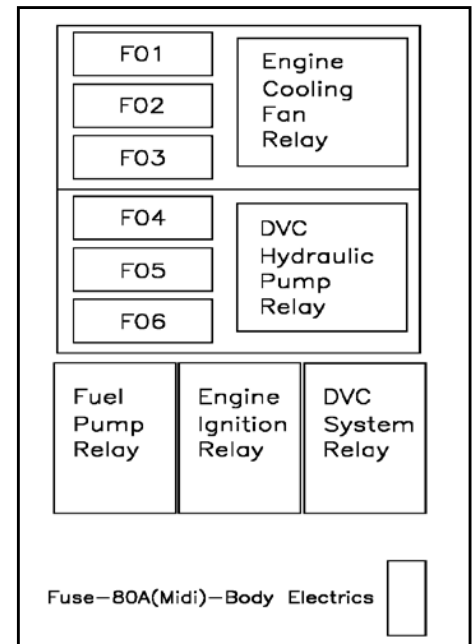 F01
F02
F03
Engine
Cooling
Fan
Relay
F04
F05
F06
DVC
Hydraulic
Pump
Relay
Fuel
Pump
Relay
Engine
Ignition
Relay
DVC
System
Relay
Fuse-80A(Midi)-Body Electrics